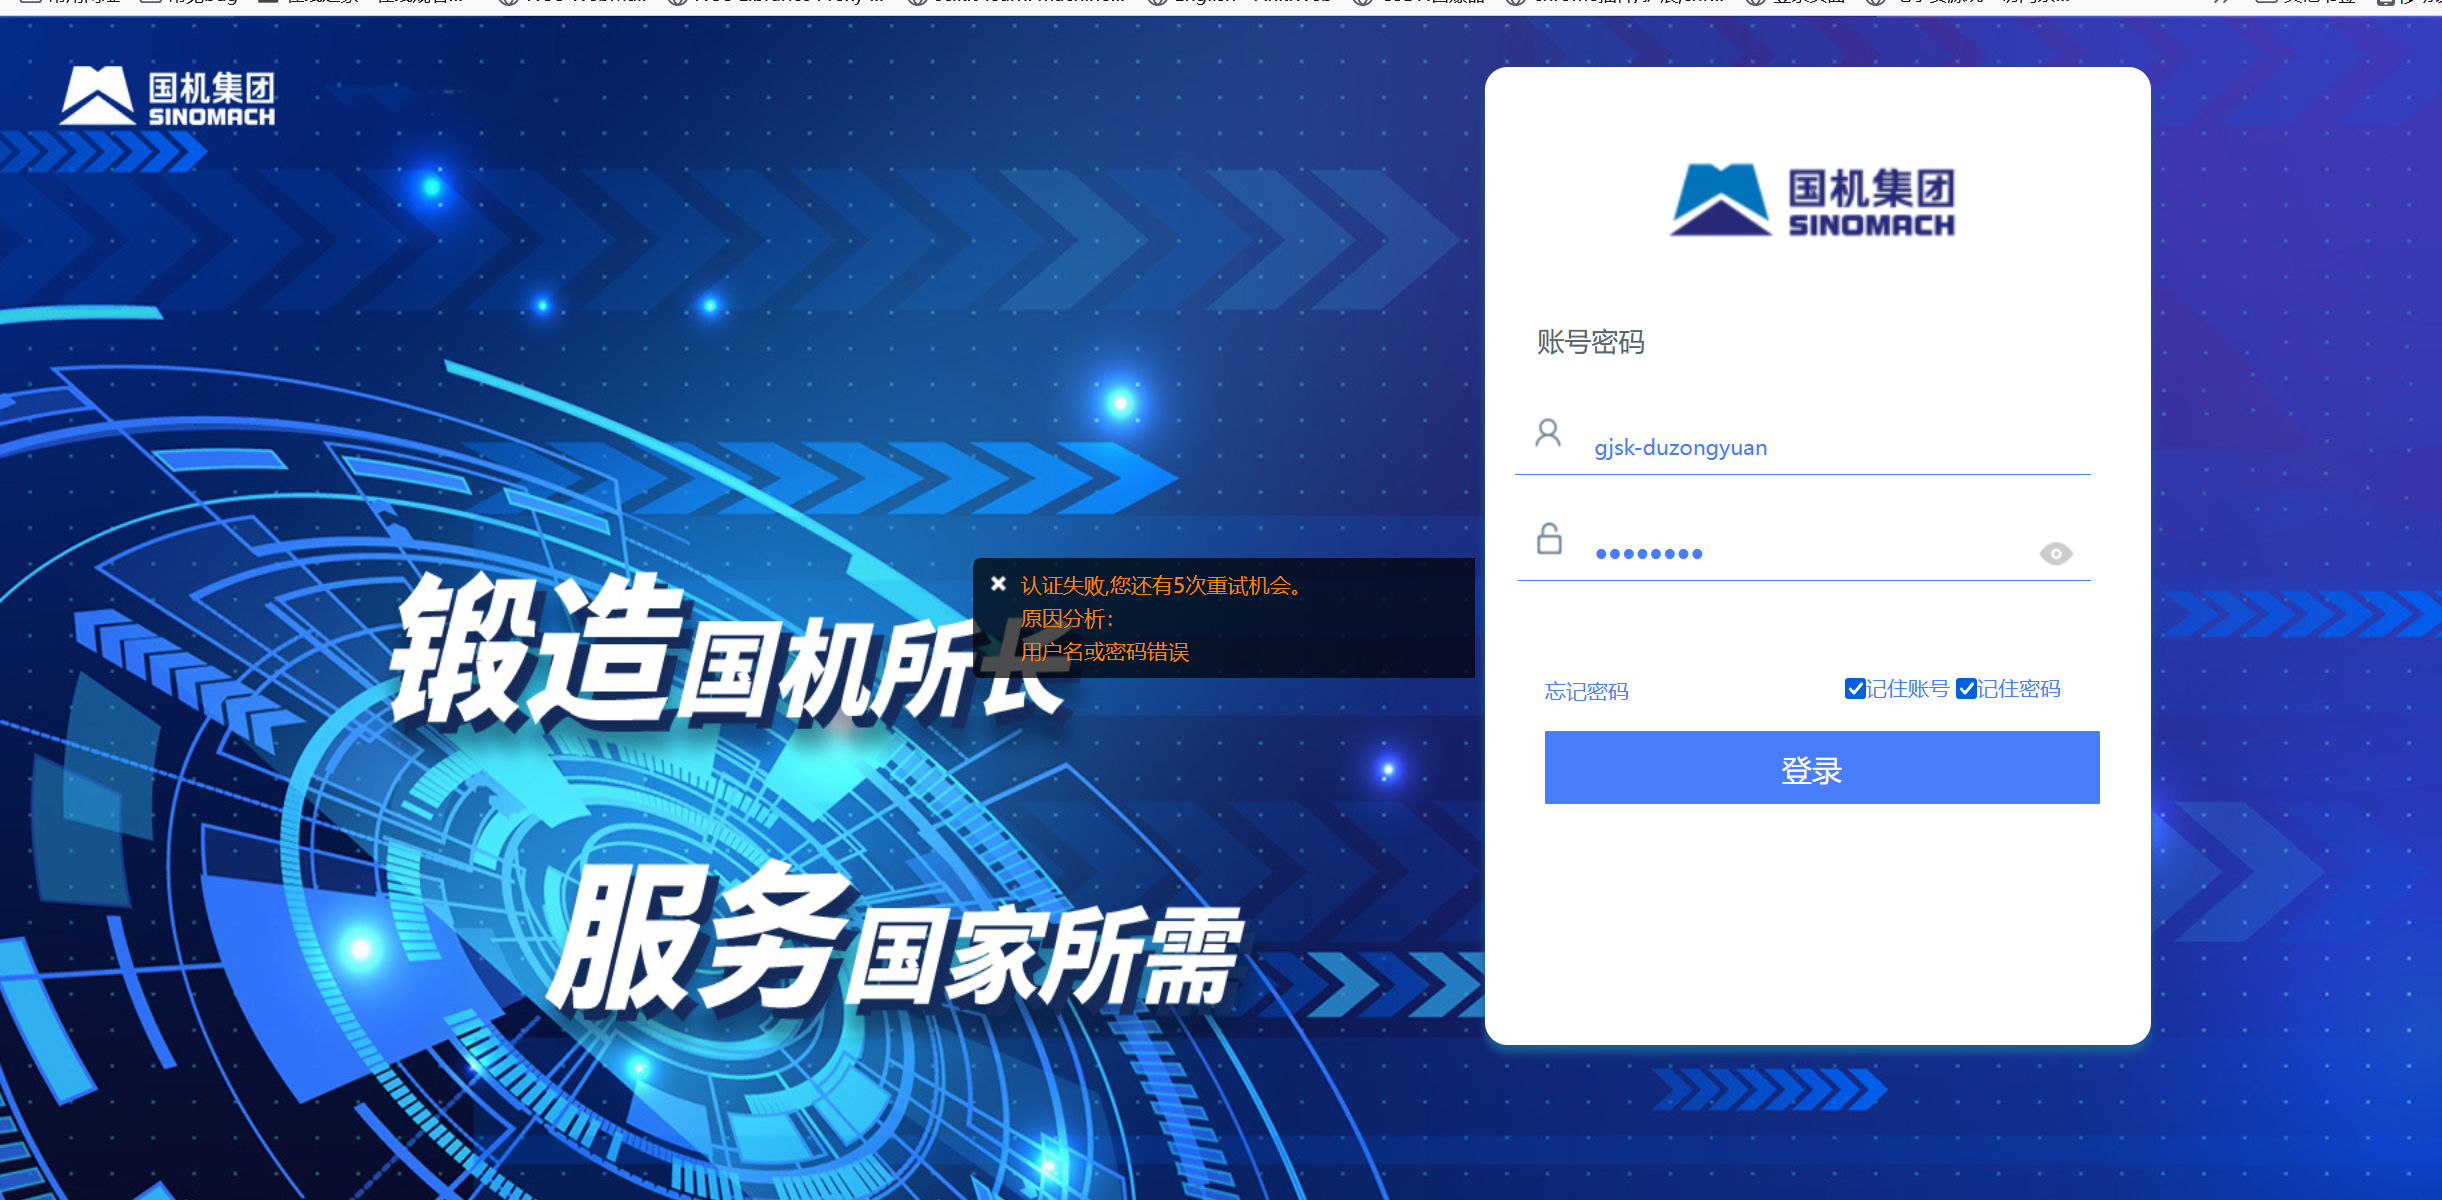 国机集团
SINOMACH
国机集团
SINOMACH
账号密码
gjsk-duzongyuan
认证失败,您还有5次重试机会。
原因分析:
用户名或密码错误
锻造国机所长
忘记密码
记住账号 记住密码
登录
服务国家所需